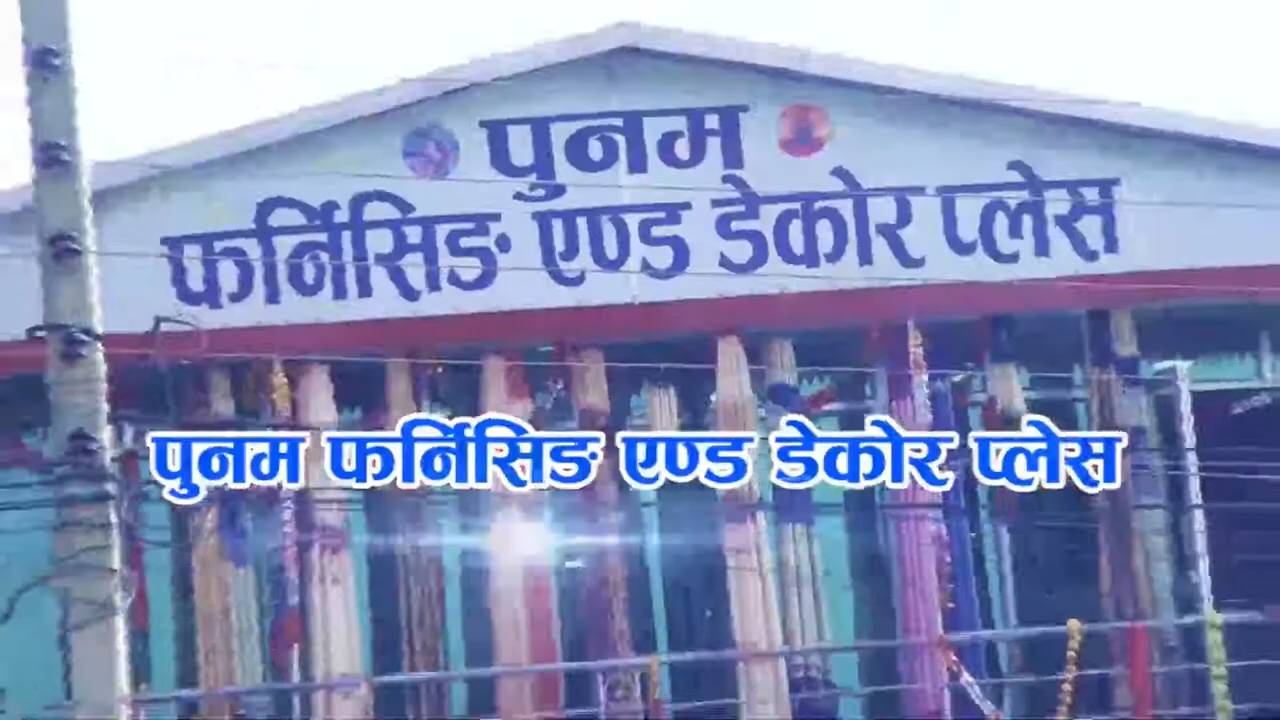 पुनम
फर्निसिङ एण्ड डेकोर प्लेस
पुनम फर्निसिङ एण्ड डेकोर प्लेस